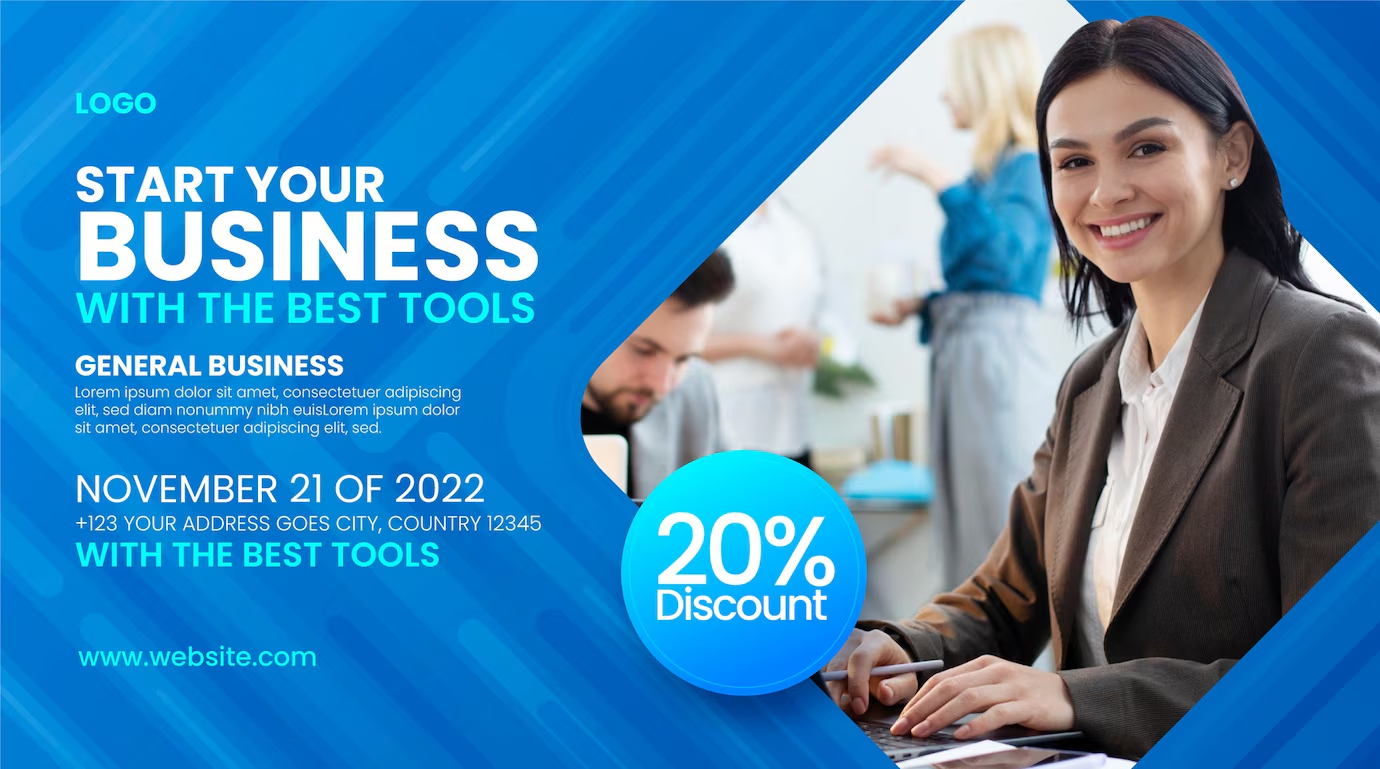 LOGO
START YOUR
BUSINESS
WITH THE BEST TOOLS
GENERAL BUSINESS
Lorem ipsum dolor sit amet, consectetuer adipiscing
elit, sed diam nonummy nibh euisLorem ipsum dolor
sit amet, consectetuer adipiscing elit, sed.
NOVEMBER 21 OF 2022
+123 YOUR ADDRESS GOES CITY, COUNTRY 12345
WITH THE BEST TOOLS
www.website.com
20%
Discount